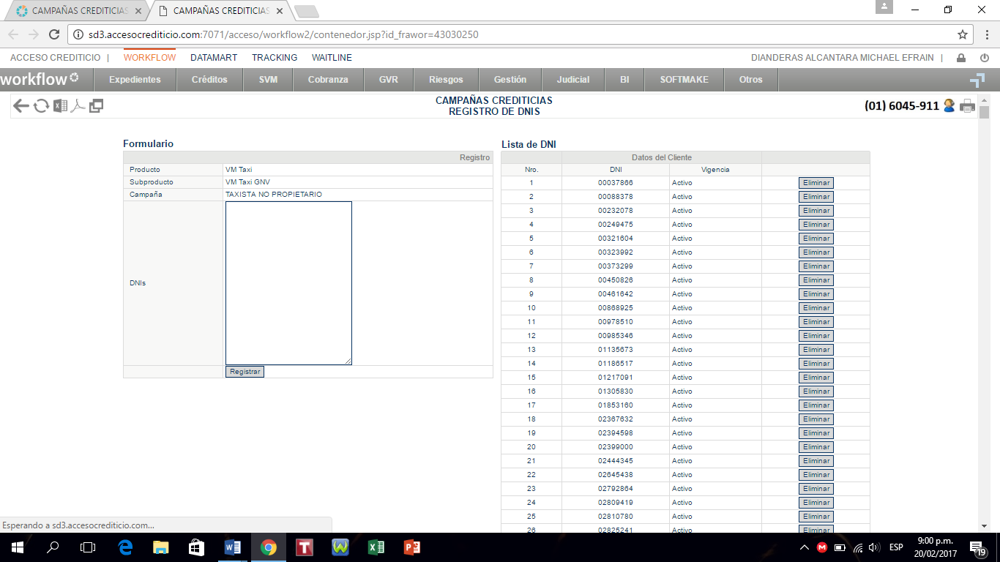 CAMPAÑAS CREDITICIAS
CAMPAÑAS CREDITICIAS
sd3.accesocrediticio.com:7071/acceso/workflow2/contenedor.jsp?id_frawor=43030250
ACCESO CREDITICIO | WORKFLOW DATAMART TRACKING WAITLINE DIANDERAS ALCANTARA MICHAEL EFRAIN |
workflow Expedientes Créditos SVM Cobranza GVR Riesgos Gestión Judicial BI SOFTMAKE Otros
CAMPAÑAS CREDITICIAS
REGISTRO DE DNIS
(01) 6045-911
Formulario
Registro
Producto VM Taxi
Subproducto VM Taxi GNV
Campaña TAXISTA NO PROPIETARIO
DNIs
Registrar
Lista de DNI
Datos del Cliente
Nro. DNI Vigencia
1 00037866 Activo Eliminar
2 00088378 Activo Eliminar
3 00232078 Activo Eliminar
4 00249475 Activo Eliminar
5 00321604 Activo Eliminar
6 00323992 Activo Eliminar
7 00373299 Activo Eliminar
8 00450826 Activo Eliminar
9 00461642 Activo Eliminar
10 00868925 Activo Eliminar
11 00978510 Activo Eliminar
12 00985346 Activo Eliminar
13 01135673 Activo Eliminar
14 01186517 Activo Eliminar
15 01217091 Activo Eliminar
16 01305830 Activo Eliminar
17 01853160 Activo Eliminar
18 02367632 Activo Eliminar
19 02394598 Activo Eliminar
20 02399000 Activo Eliminar
21 02444345 Activo Eliminar
22 02645438 Activo Eliminar
23 02792864 Activo Eliminar
24 02809419 Activo Eliminar
25 02810780 Activo Eliminar
26 02825241 Activo Eliminar
Esperando a sd3.accesocrediticio.com...
ESP
9:00 p.m.
20/02/2017
19